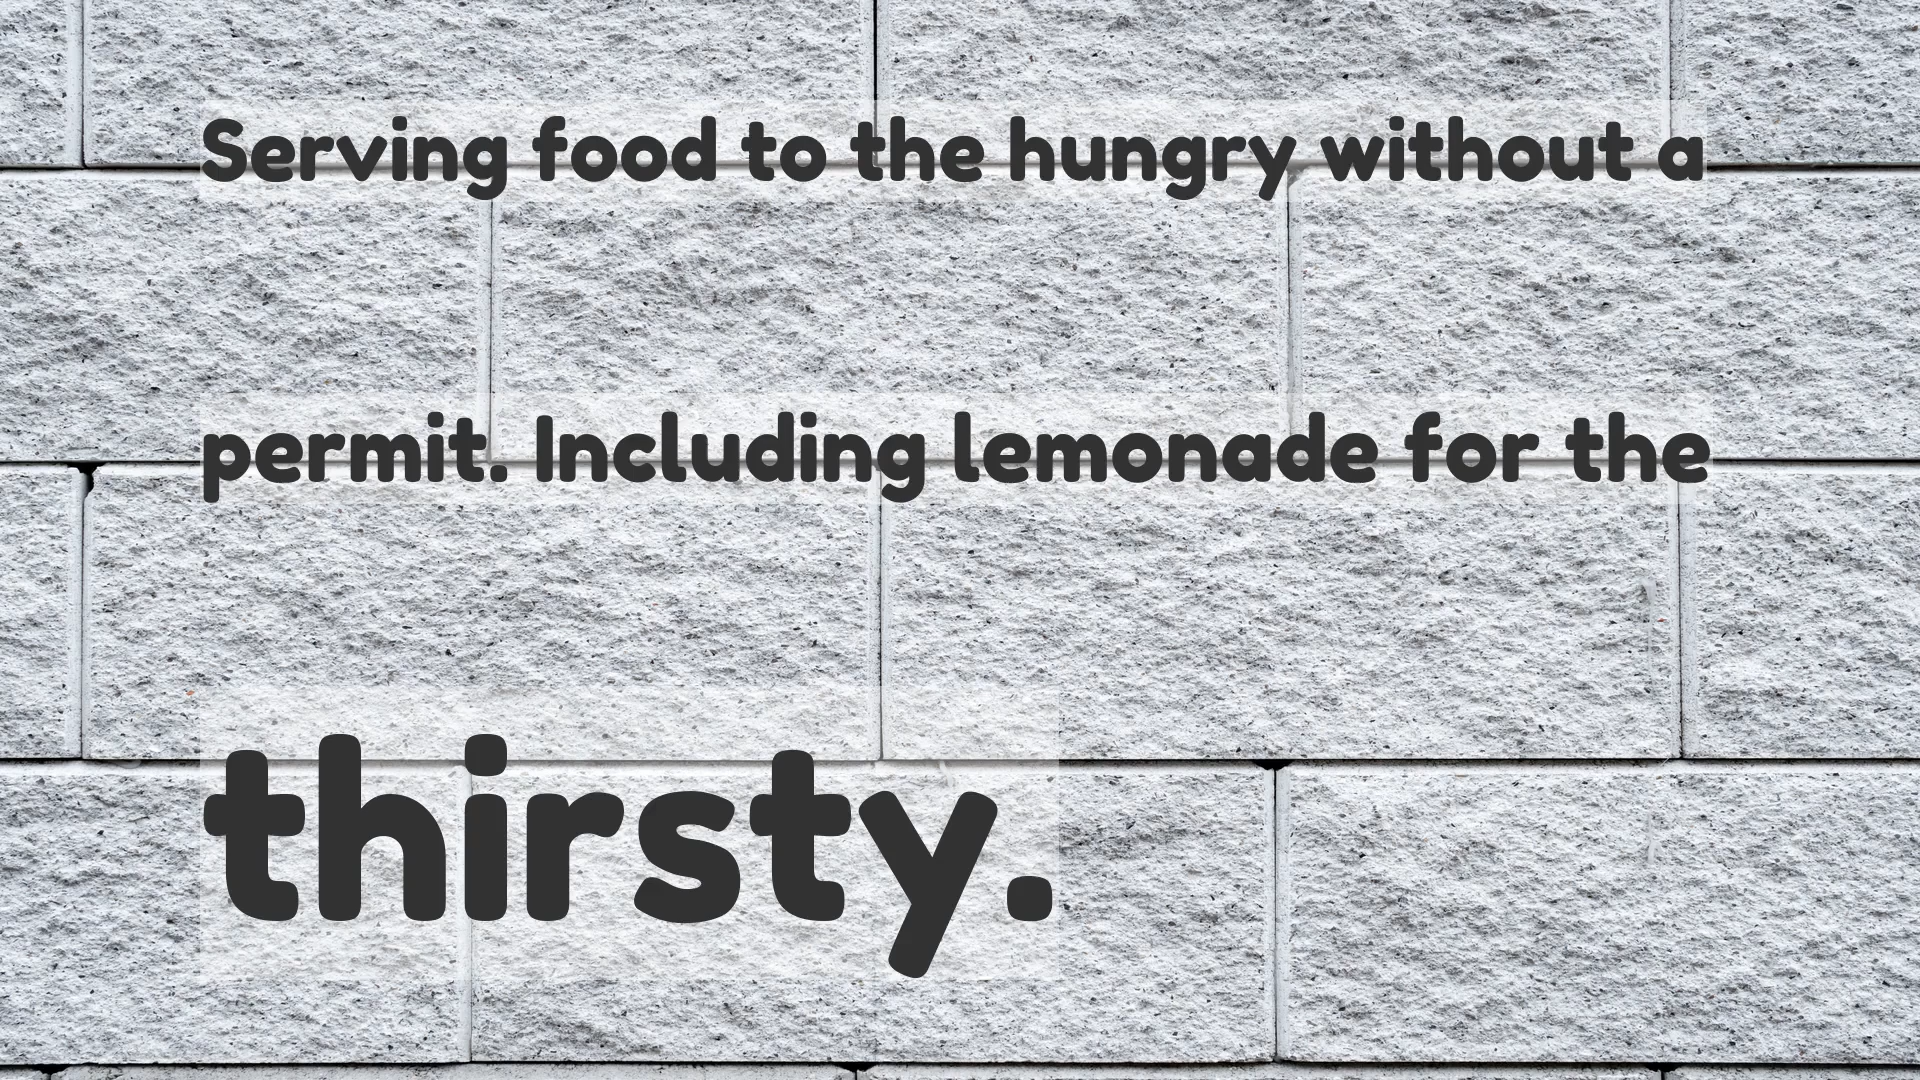 Serving food to the hungry without a
permit. Including lemonade for the
thirsty.